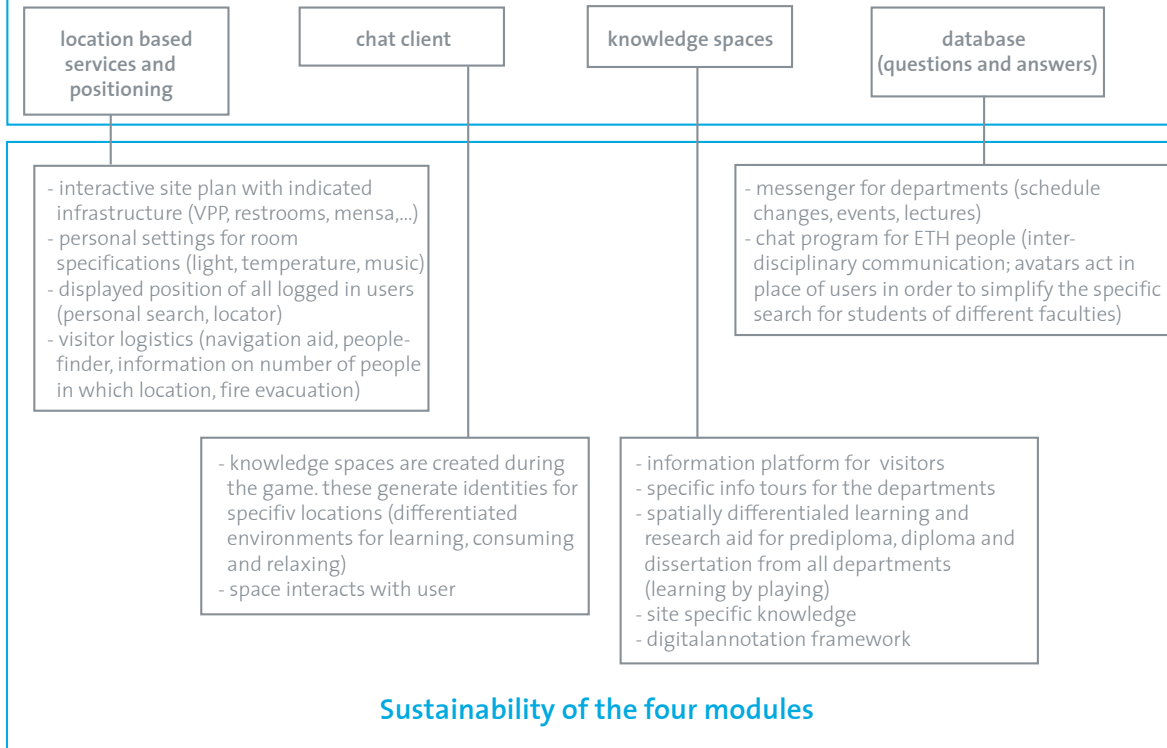 location based
services and
positioning
chat client
knowledge spaces
database
(questions and answers)
- interactive site plan with indicated
infrastructure (VPP, restrooms, mensa,...)
- personal settings for room
specifications (light, temperature, music)
- displayed position of all logged in users
(personal search, locator)
- visitor logistics (navigation aid, people-
finder, information on number of people
in which location, fire evacuation)
- messenger for departments (schedule
changes, events, lectures)
- chat program for ETH people (inter-
disciplinary communication; avatars act in
place of users in order to simplify the specific
search for students of different faculties)
- knowledge spaces are created during
the game. these generate identities for
specifiv locations (differentiated
environments for learning, consuming
and relaxing)
- space interacts with user
- information platform for visitors
- specific info tours for the departments
- spatially differentialed learning and
research aid for prediploma, diploma and
dissertation from all departments
(learning by playing)
- site specific knowledge
- digitalannotation framework
Sustainability of the four modules